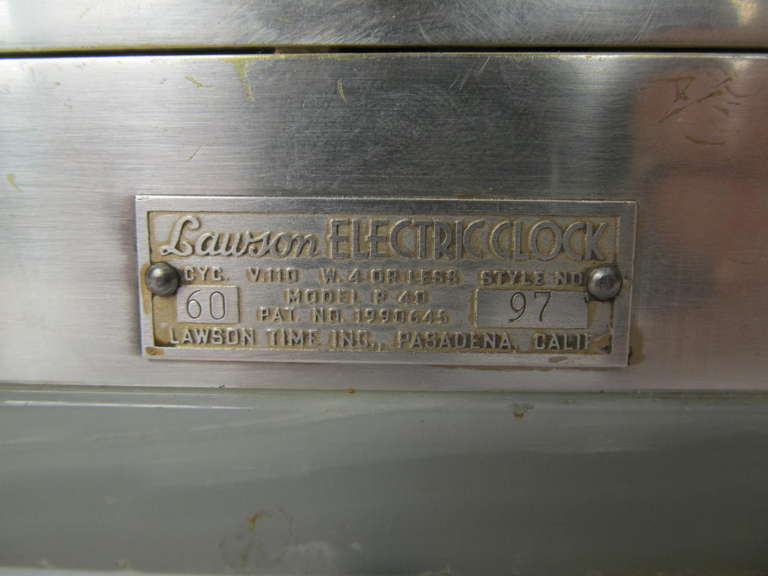 Lawson ELECTRIC CLOCK
CYC. V.110 W.4 OR LESS STYLE NO.
60 MODEL P 40 97
PAT. NO. 1990645
LAWSON TIME INC., PASADENA, CALIF.